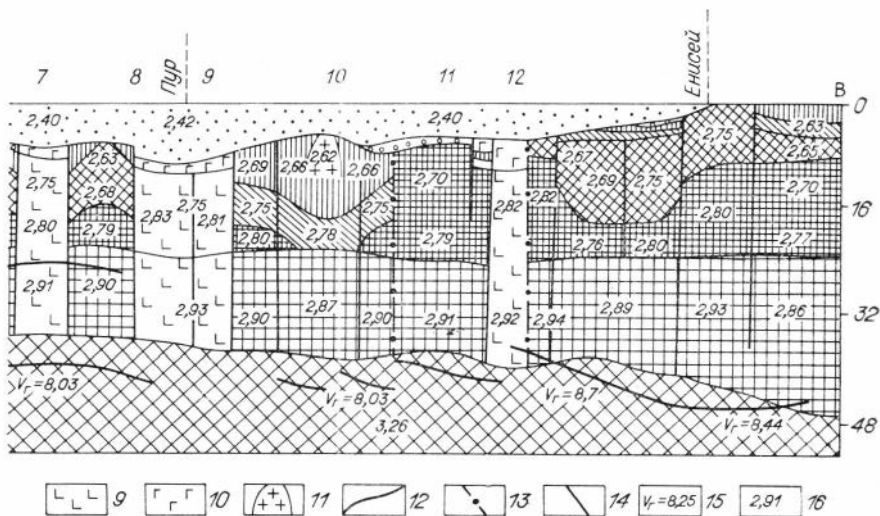 7 8 Пур 9 10 11 12 Енисей В
0
2,40 2,42 2,40
2,63 2,75 2,63
2,75 2,69 2,66 2,62 2,66 2,70 2,67 2,65
2,68 2,75 2,69 2,75 2,70
2,80 2,83 2,81 2,75 2,75 2,82 2,82 2,80 16
2,79 2,80 2,78 2,79 2,76 2,80 2,77
2,91 2,90 2,87 2,89 2,93 2,86
2,93 2,90 2,90 2,91 2,92 2,94 32
Vг=8,03 Vг=8,03 Vг=8,7
3,26 Vг=8,44 48
9 10 11 12 13 14 Vг=8,25 15 2,91 16